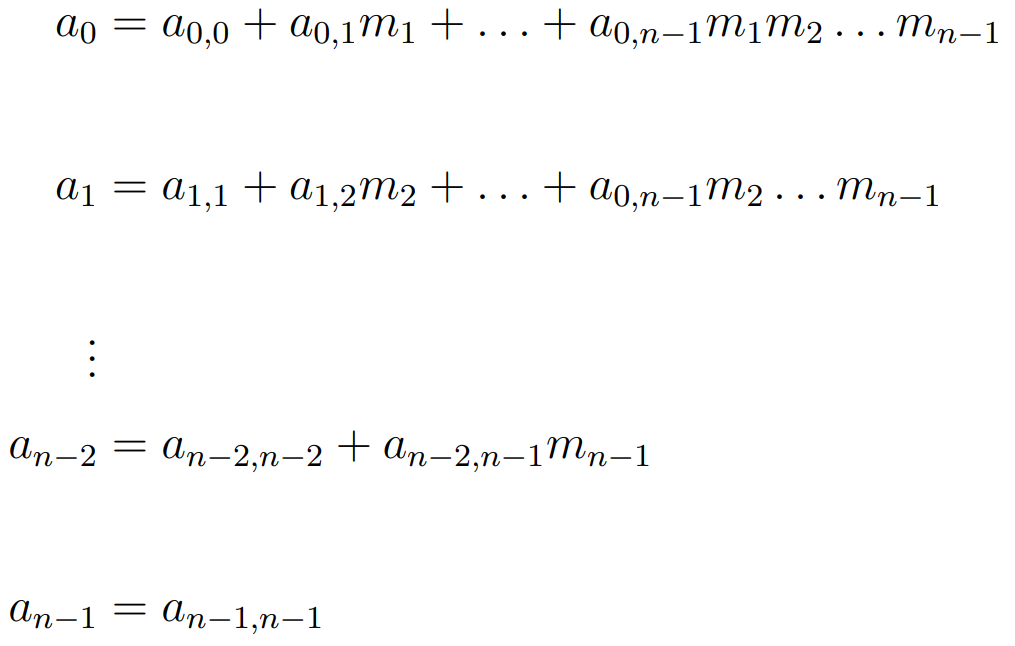 a_0 = a_{0,0} + a_{0,1}m_1 + … + a_{0,n−1}m_1m_2 … m_{n−1}
a_1 = a_{1,1} + a_{1,2}m_2 + … + a_{0,n−1}m_2 … m_{n−1}
⋮
a_{n−2} = a_{n−2,n−2} + a_{n−2,n−1}m_{n−1}
a_{n−1} = a_{n−1,n−1}